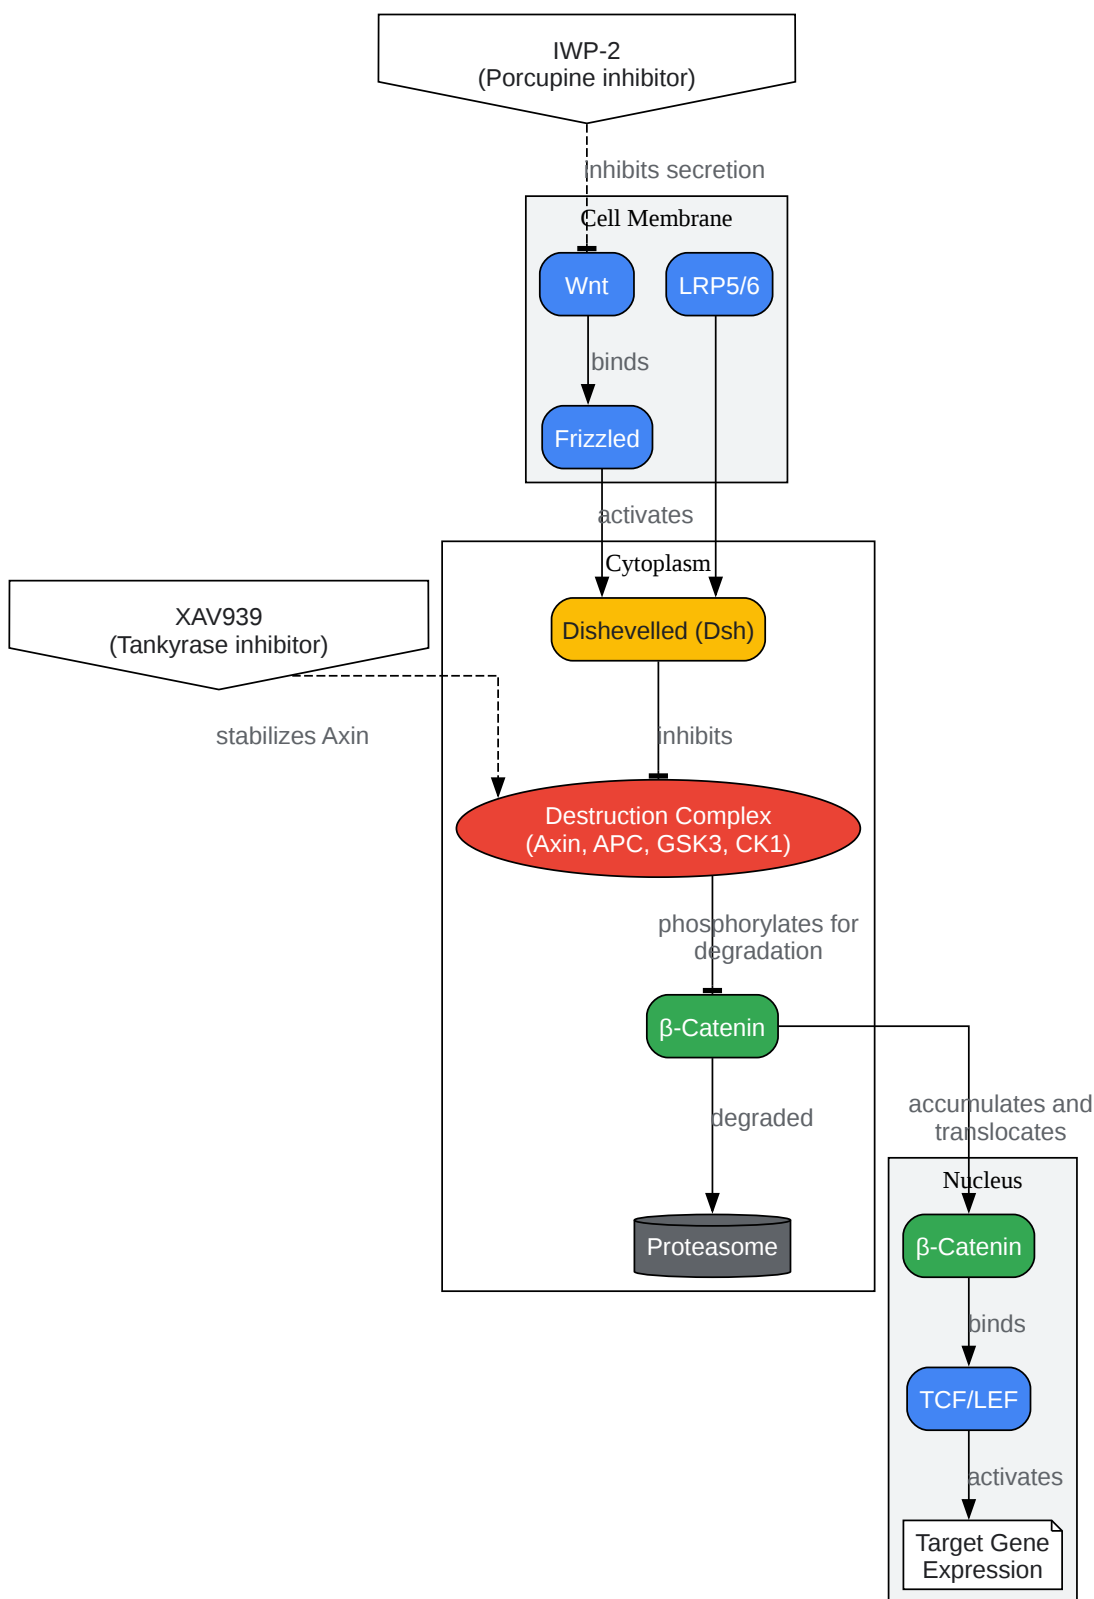 IWP-2
(Porcupine inhibitor)
inhibits secretion
Cell Membrane
Wnt
LRP5/6
binds
Frizzled
activates
Cytoplasm
XAV939
(Tankyrase inhibitor)
Dishevelled (Dsh)
stabilizes Axin
inhibits
Destruction Complex
(Axin, APC, GSK3, CK1)
phosphorylates for
degradation
β-Catenin
degraded
accumulates and
translocates
Nucleus
Proteasome
β-Catenin
binds
TCF/LEF
activates
Target Gene
Expression